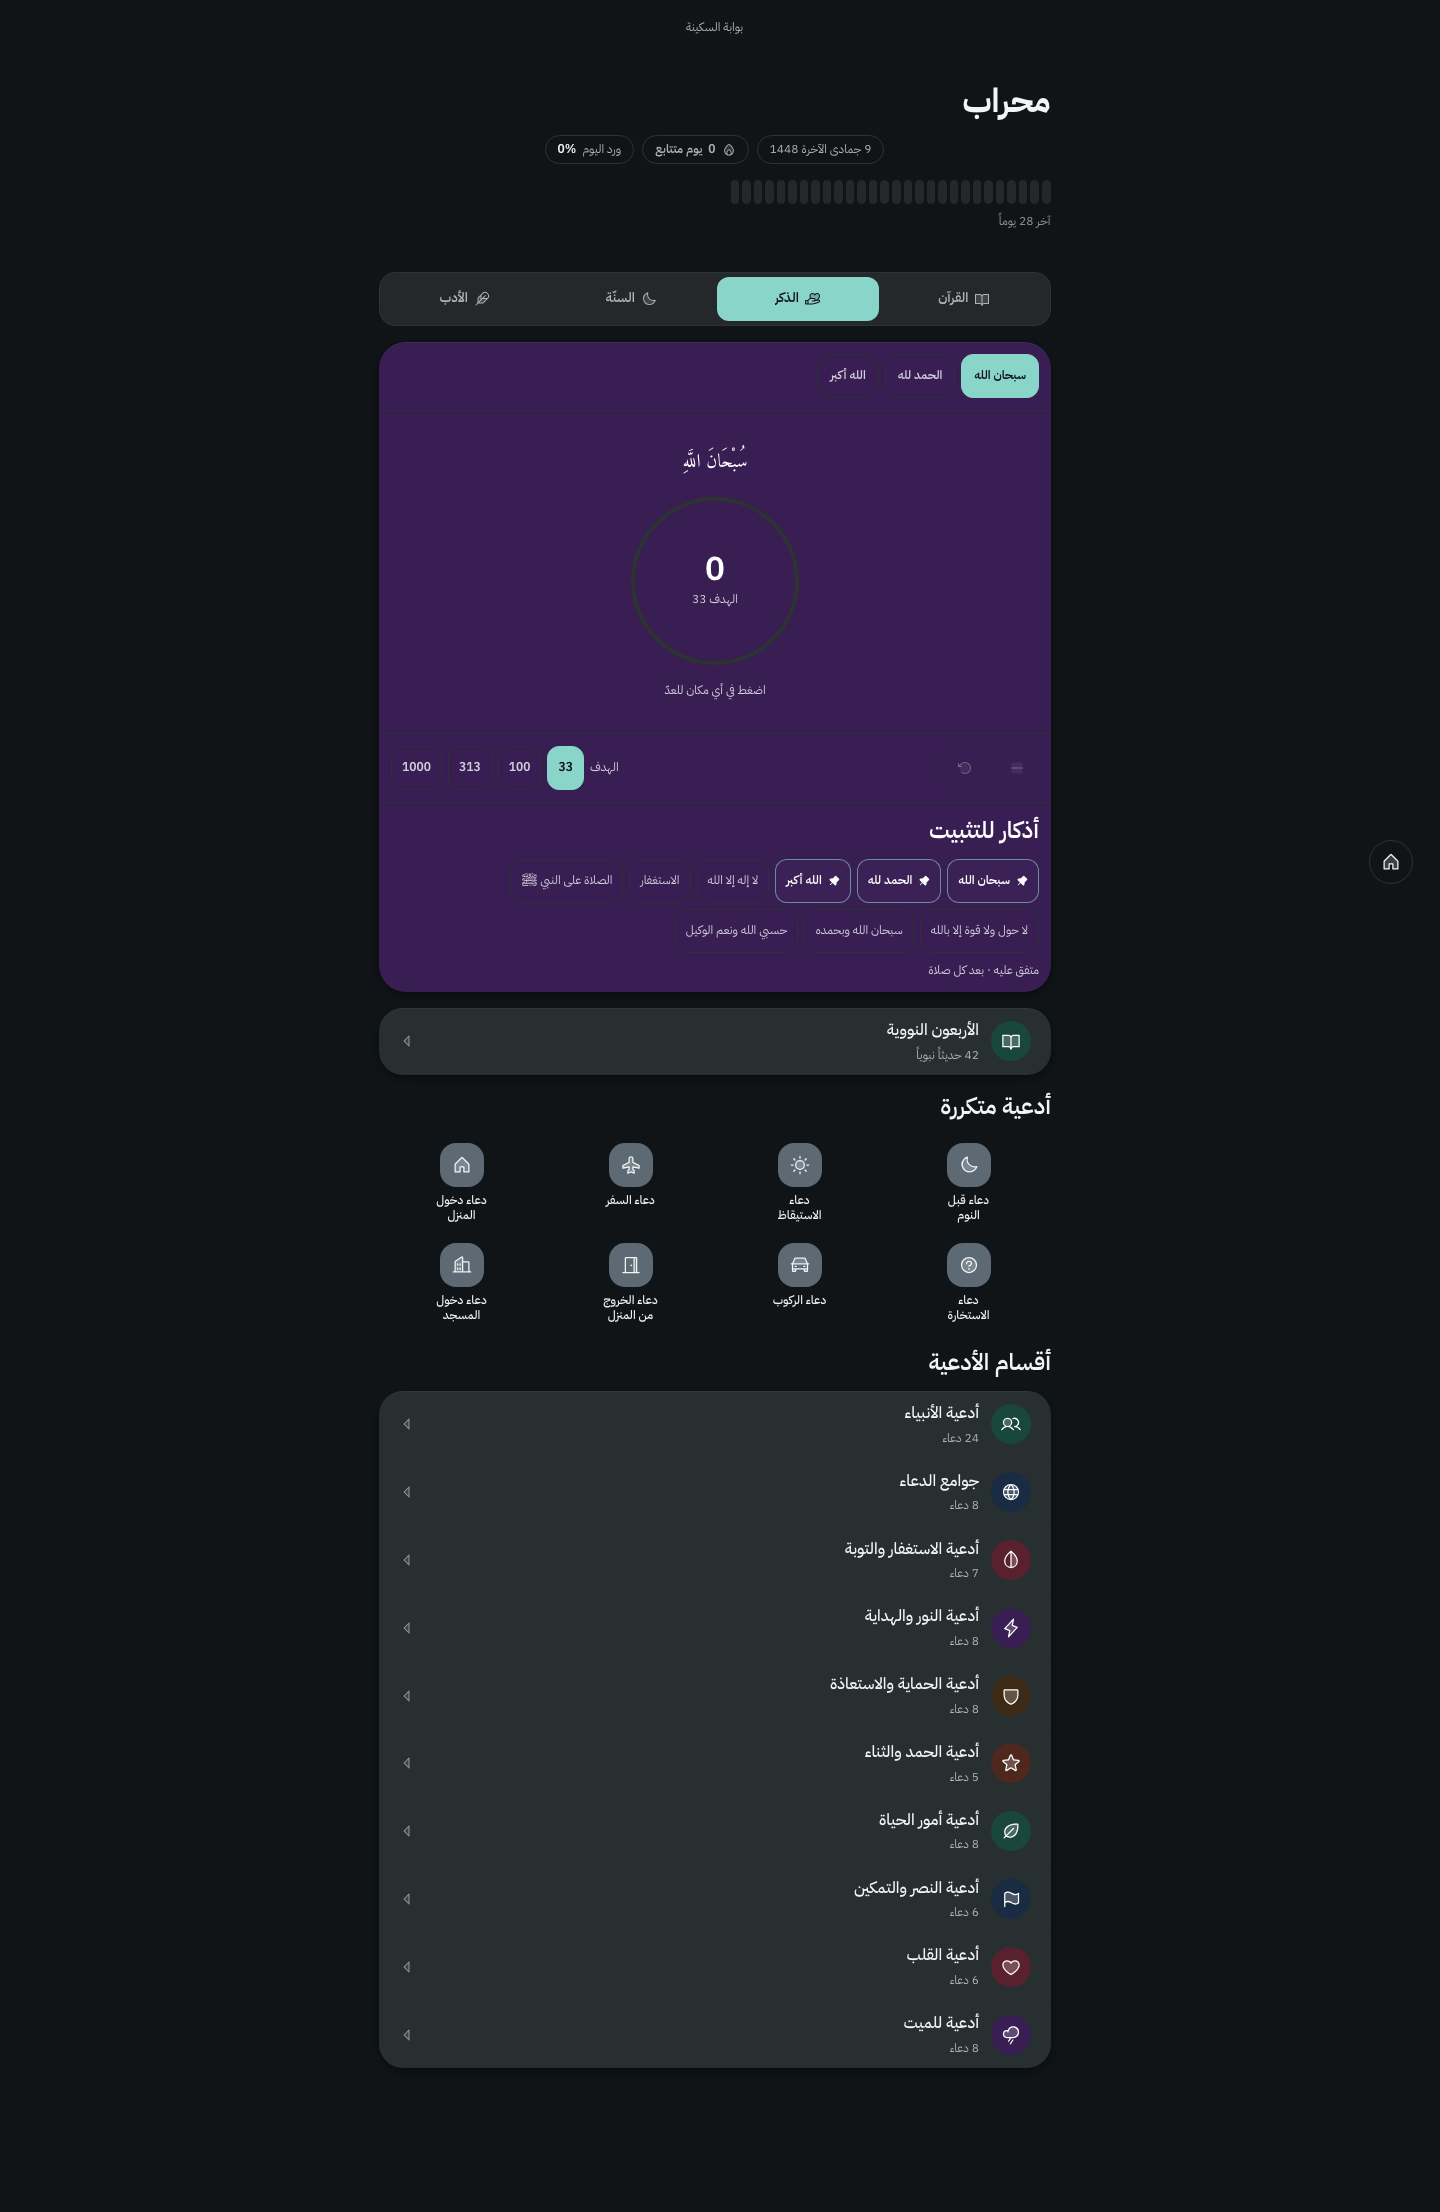 بوابة السكينة
محراب
9 جمادى الآخرة 1448
0 يوم متتابع
ورد اليوم 0%
آخر 28 يوماً
القرآن
الذكر
السنّة
الأدب
سبحان الله
الحمد لله
الله أكبر
سُبْحَانَ اللَّهِ
0
الهدف 33
اضغط في أي مكان للعدّ
الهدف
33
100
313
1000
أذكار للتثبيت
سبحان الله
الحمد لله
الله أكبر
لا إله إلا الله
الاستغفار
الصلاة على النبي ﷺ
لا حول ولا قوة إلا بالله
سبحان الله وبحمده
حسبي الله ونعم الوكيل
متفق عليه · بعد كل صلاة
الأربعون النووية
42 حديثاً نبوياً
أدعية متكررة
دعاء قبل
النوم
دعاء
الاستيقاظ
دعاء السفر
دعاء دخول
المنزل
دعاء
الاستخارة
دعاء الركوب
دعاء الخروج
من المنزل
دعاء دخول
المسجد
أقسام الأدعية
أدعية الأنبياء
24 دعاء
جوامع الدعاء
8 دعاء
أدعية الاستغفار والتوبة
7 دعاء
أدعية النور والهداية
8 دعاء
أدعية الحماية والاستعاذة
8 دعاء
أدعية الحمد والثناء
5 دعاء
أدعية أمور الحياة
8 دعاء
أدعية النصر والتمكين
6 دعاء
أدعية القلب
6 دعاء
أدعية للميت
8 دعاء